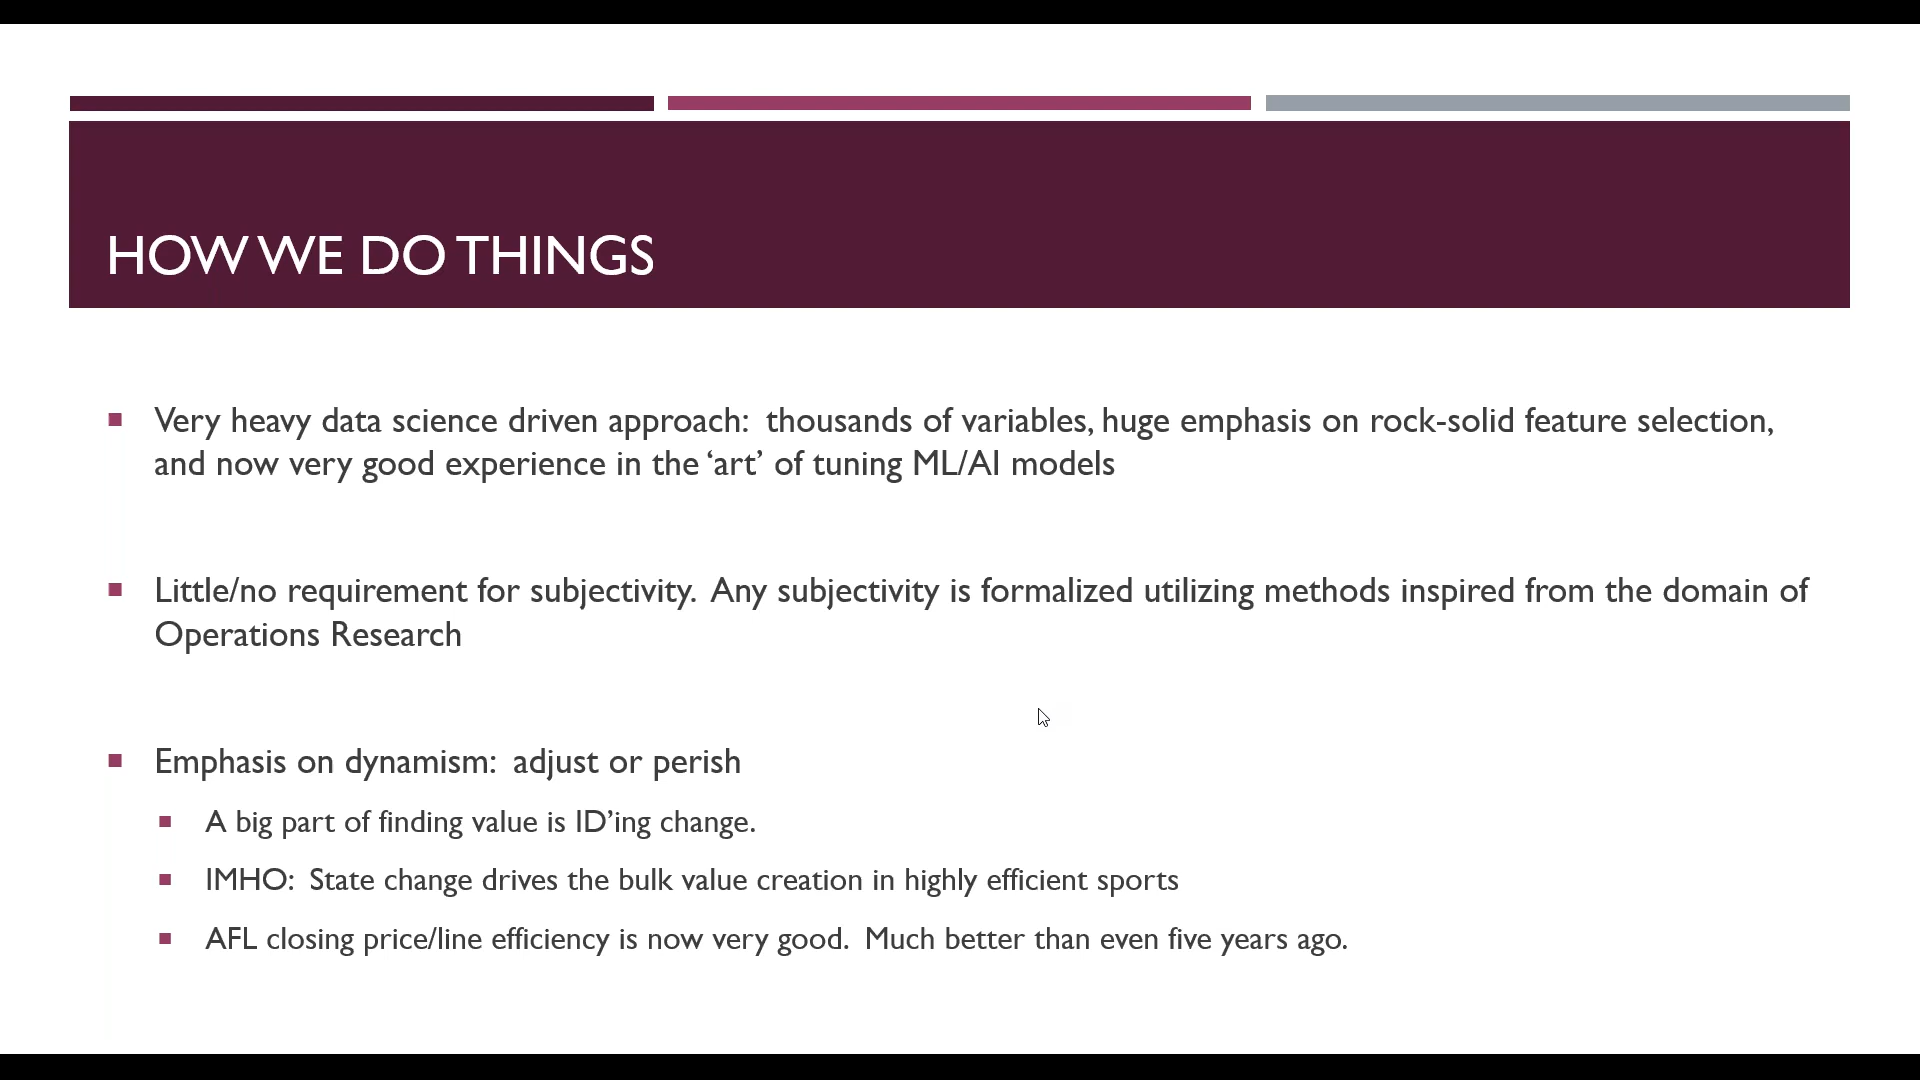 HOW WE DO THINGS
Very heavy data science driven approach:  thousands of variables, huge emphasis on rock-solid feature selection,
and now very good experience in the ‘art’ of tuning ML/AI models
Little/no requirement for subjectivity.  Any subjectivity is formalized utilizing methods inspired from the domain of
Operations Research
Emphasis on dynamism:  adjust or perish
A big part of finding value is ID’ing change.
IMHO:  State change drives the bulk value creation in highly efficient sports
AFL closing price/line efficiency is now very good.  Much better than even five years ago.